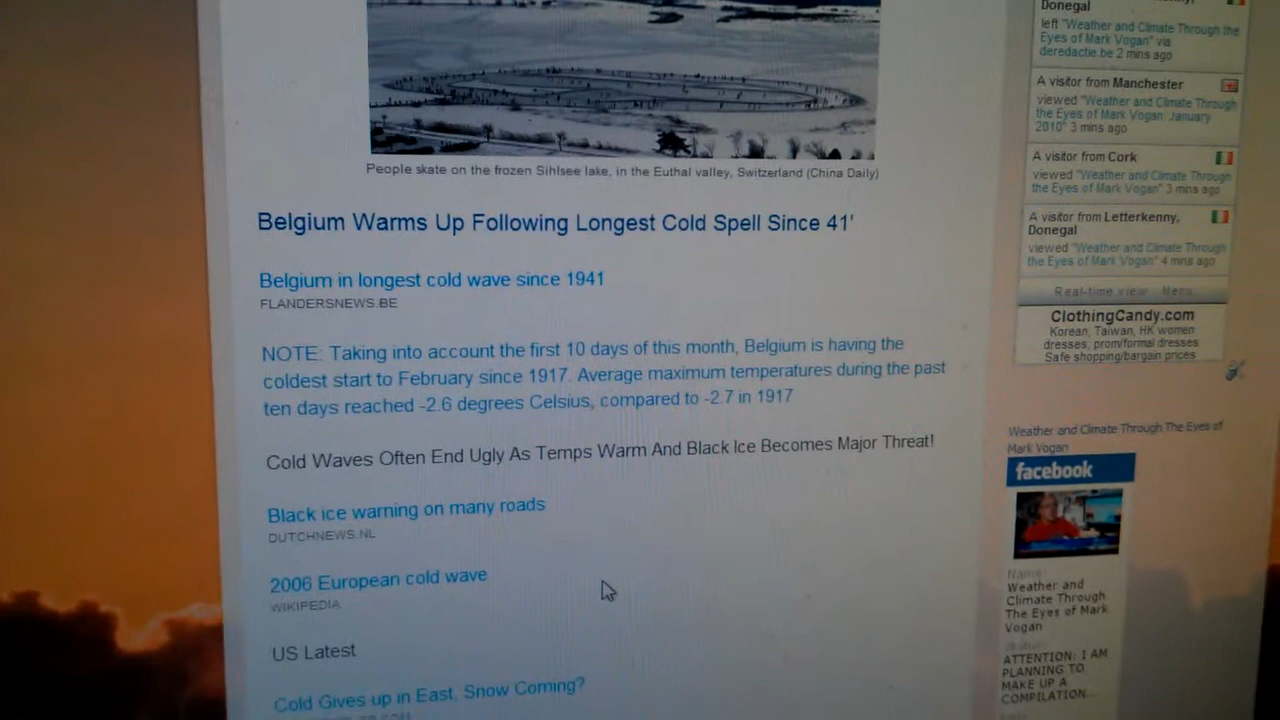 People skate on the frozen Sihlsee lake, in the Euthal valley, Switzerland (China Daily)
Belgium Warms Up Following Longest Cold Spell Since 41'
Belgium in longest cold wave since 1941
FLANDERSNEWS.BE
NOTE: Taking into account the first 10 days of this month, Belgium is having the
coldest start to February since 1917. Average maximum temperatures during the past
ten days reached -2.6 degrees Celsius, compared to -2.7 in 1917
Cold Waves Often End Ugly As Temps Warm And Black Ice Becomes Major Threat!
Black ice warning on many roads
DUTCHNEWS.NL
2006 European cold wave
WIKIPEDIA
US Latest
Cold Gives up in East, Snow Coming?
Donegal
left "Weather and Climate Through the
Eyes of Mark Vogan" via
deredactie.be 2 mins ago
A visitor from Manchester
viewed "Weather and Climate Through
the Eyes of Mark Vogan: January
2010" 3 mins ago
A visitor from Cork
viewed "Weather and Climate Through
the Eyes of Mark Vogan" 3 mins ago
A visitor from Letterkenny,
Donegal
viewed "Weather and Climate Through
the Eyes of Mark Vogan" 4 mins ago
Real-time view · Menu
ClothingCandy.com
Korean, Taiwan, HK women
dresses, prom/formal dresses
Safe shopping/bargain prices
Weather and Climate Through The Eyes of
Mark Vogan
facebook
Name:
Weather and
Climate Through
The Eyes of Mark
Vogan
ATTENTION: I AM
PLANNING TO
MAKE UP A
COMPILATION...